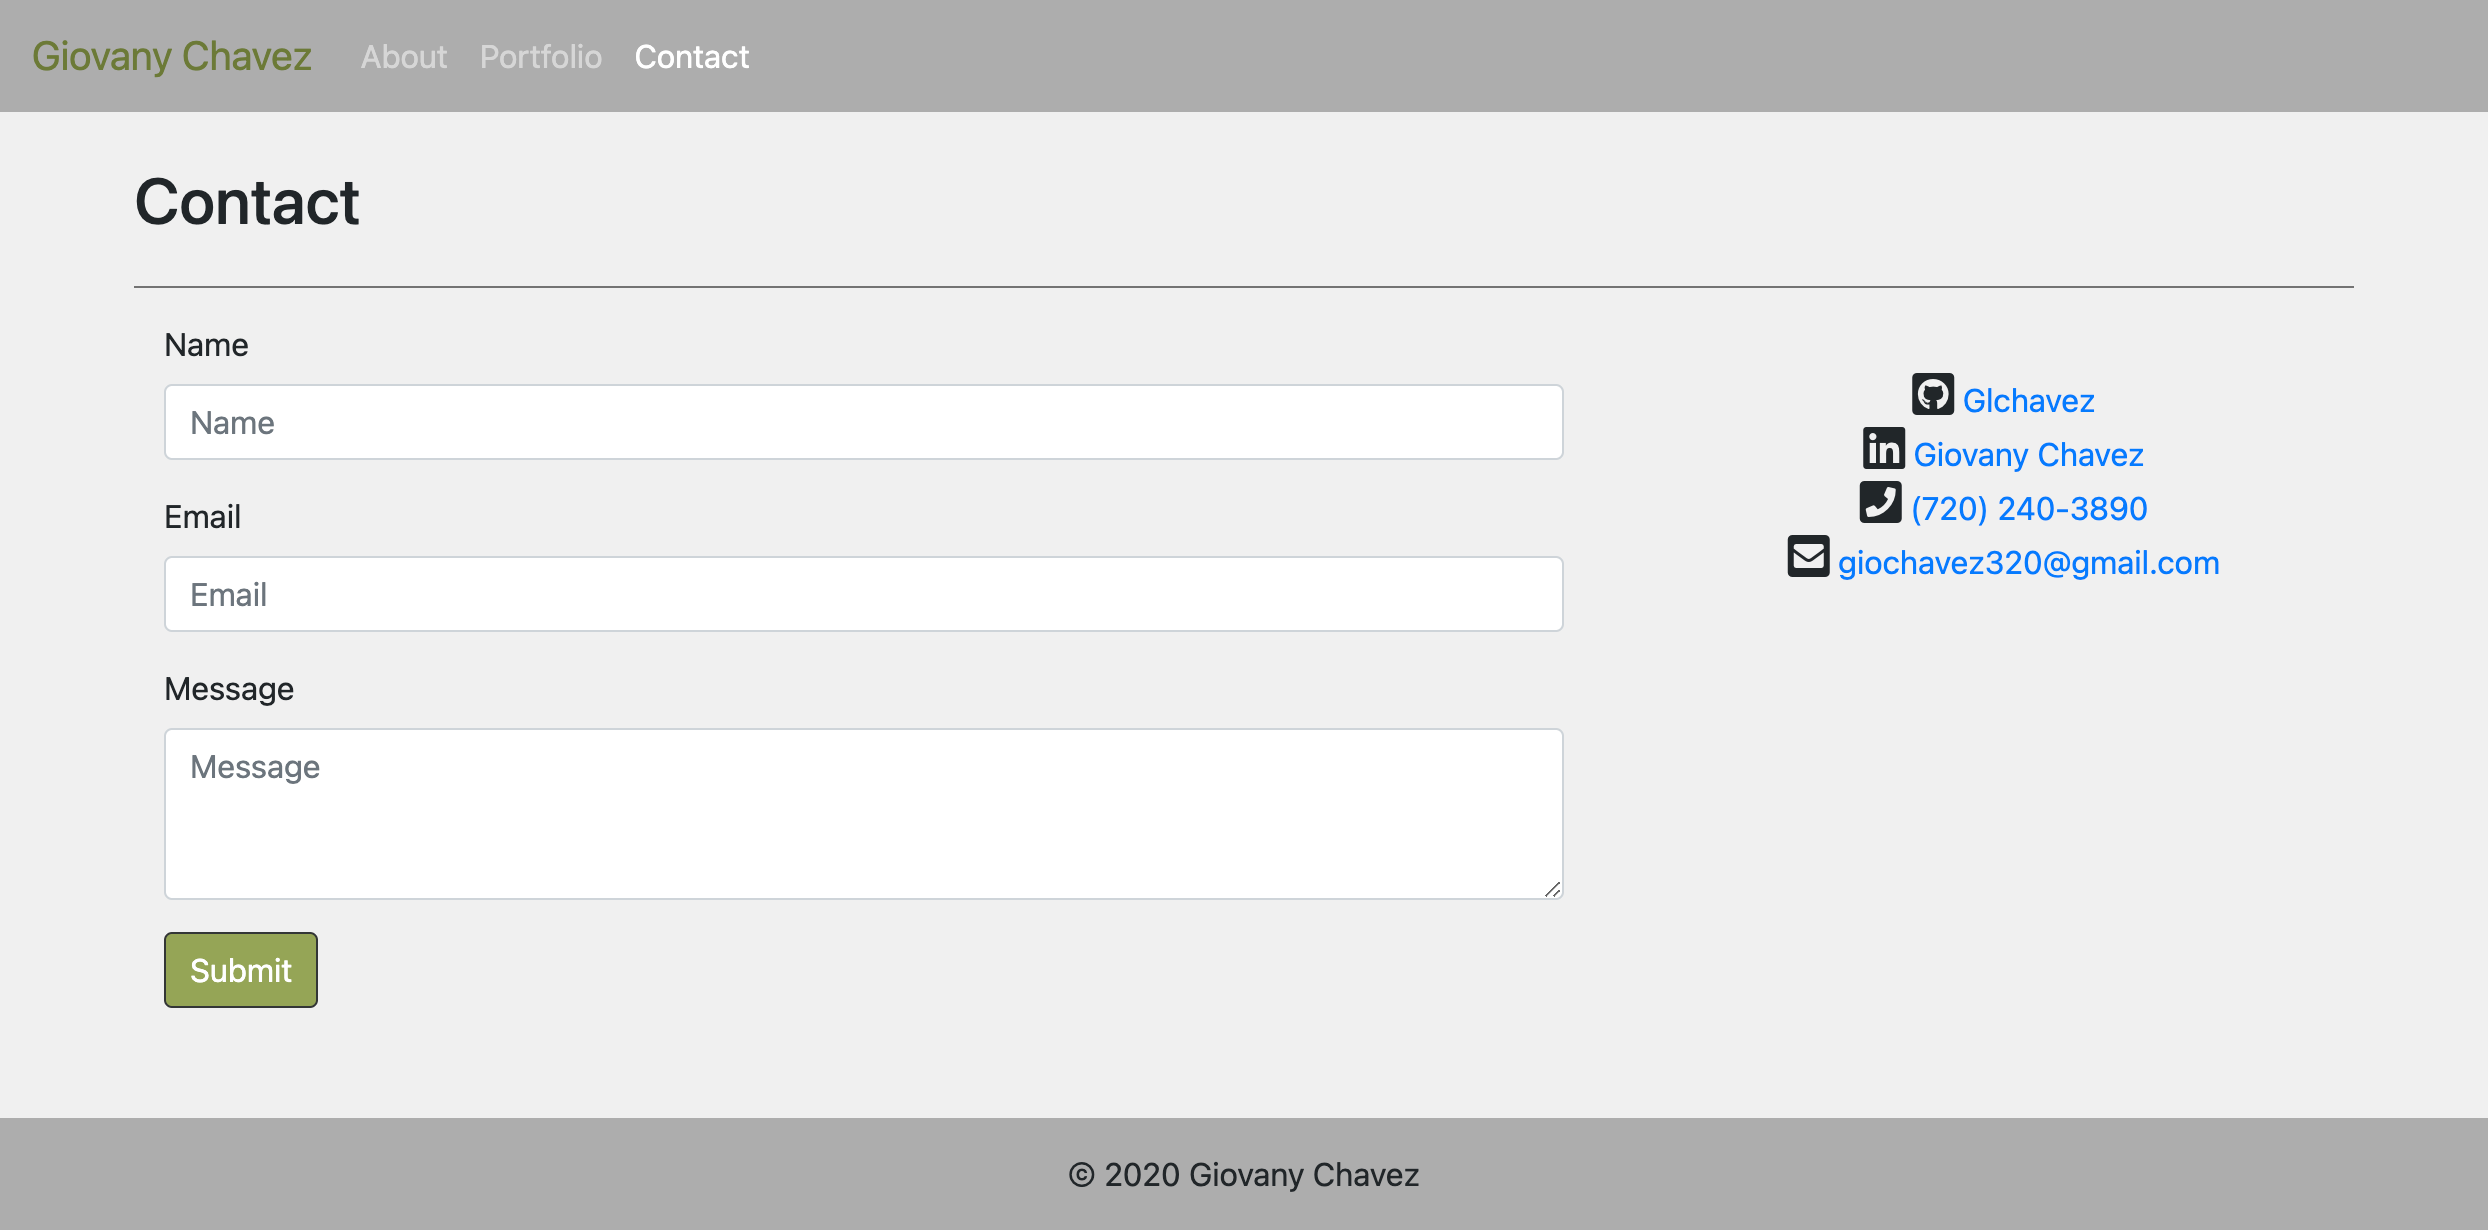 Giovany Chavez About Portfolio Contact
Contact
Name
Name
Email
Email
Message
Message
Submit
Glchavez
Giovany Chavez
(720) 240-3890
giochavez320@gmail.com
© 2020 Giovany Chavez